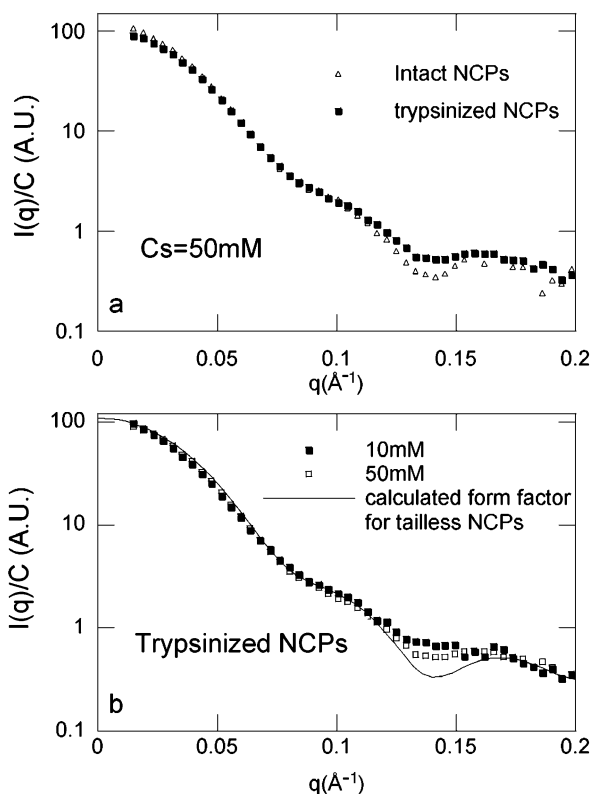 100
10
1
0.1
I(q)/C (A.U.)
Intact NCPs
trypsinized NCPs
Cs=50mM
a
0
0.05
0.1
0.15
0.2
q(Å⁻¹)
100
10
1
0.1
I(q)/C (A.U.)
10mM
50mM
calculated form factor
for tailless NCPs
Trypsinized NCPs
b
0
0.05
0.1
0.15
0.2
q(Å⁻¹)